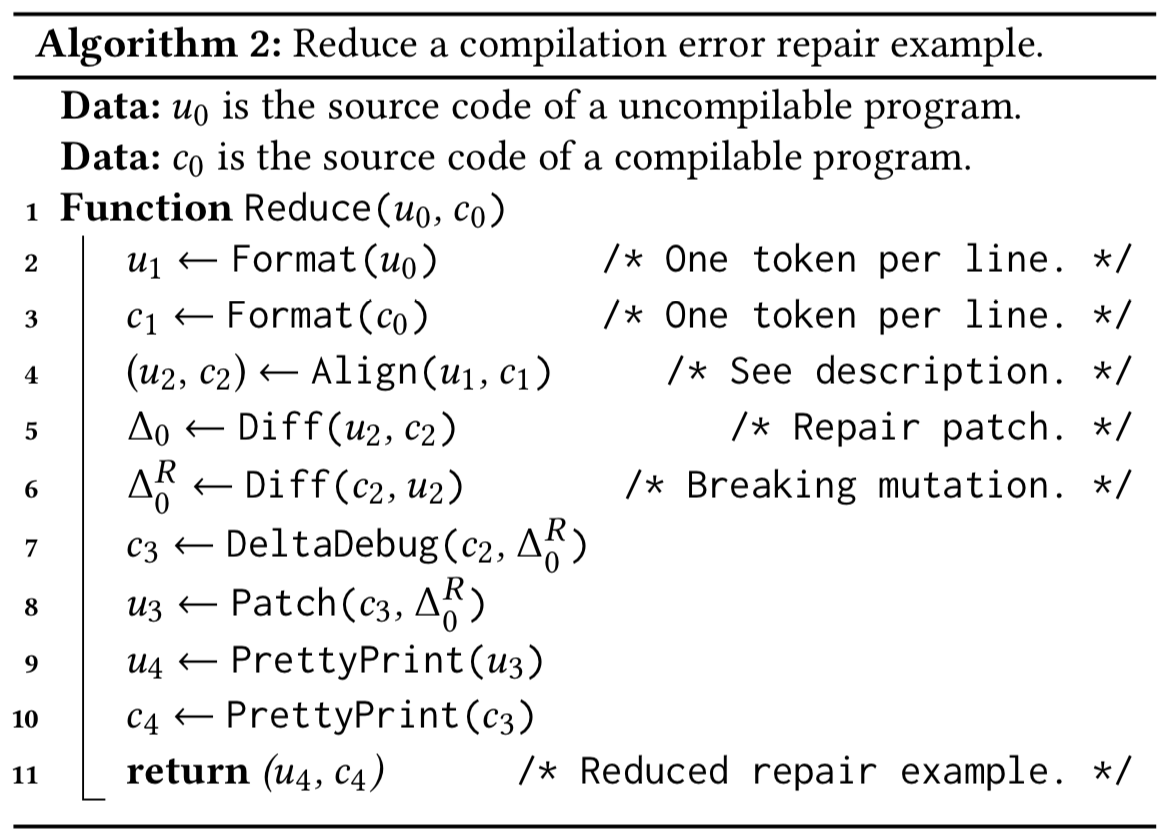 Algorithm 2: Reduce a compilation error repair example.
Data: u₀ is the source code of a uncompilable program.
Data: c₀ is the source code of a compilable program.
1 Function Reduce(u₀, c₀)
2 u₁ ← Format(u₀) /* One token per line. */
3 c₁ ← Format(c₀) /* One token per line. */
4 (u₂, c₂) ← Align(u₁, c₁) /* See description. */
5 Δ₀ ← Diff(u₂, c₂) /* Repair patch. */
6 Δ₀ᴿ ← Diff(c₂, u₂) /* Breaking mutation. */
7 c₃ ← DeltaDebug(c₂, Δ₀ᴿ)
8 u₃ ← Patch(c₃, Δ₀ᴿ)
9 u₄ ← PrettyPrint(u₃)
10 c₄ ← PrettyPrint(c₃)
11 return (u₄, c₄) /* Reduced repair example. */